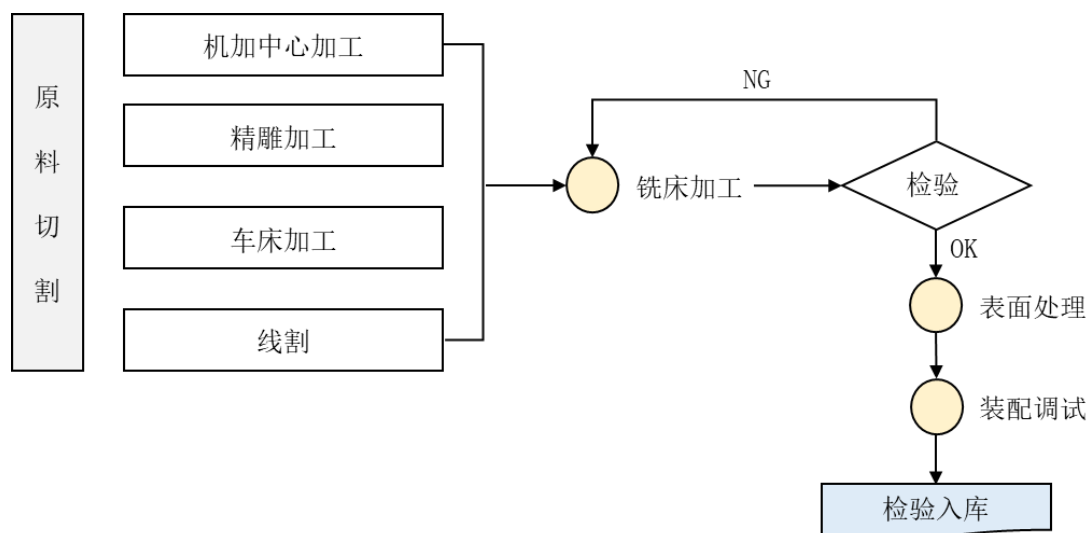 原料切割
机加中心加工
精雕加工
车床加工
线割
NG
铣床加工
检验
OK
表面处理
装配调试
检验入库